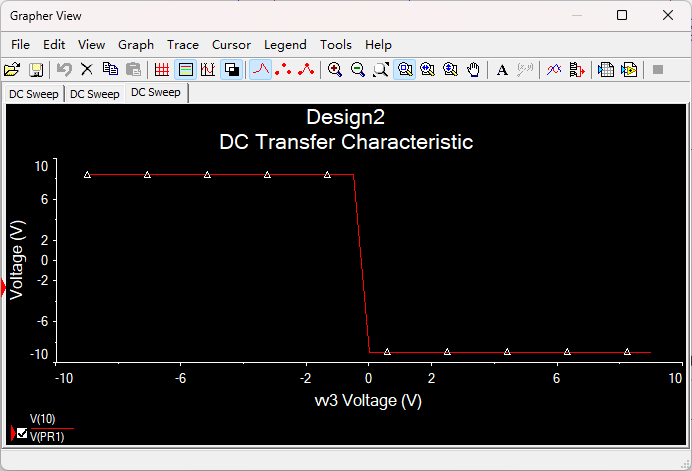 Grapher View
File Edit View Graph Trace Cursor Legend Tools Help
A (x,y)
DC Sweep DC Sweep DC Sweep
Design2
DC Transfer Characteristic
Voltage (V)
10
6
2
0
-2
-6
-10
-10 -6 -2 0 2 6 10
vv3 Voltage (V)
V(10)
V(PR1)